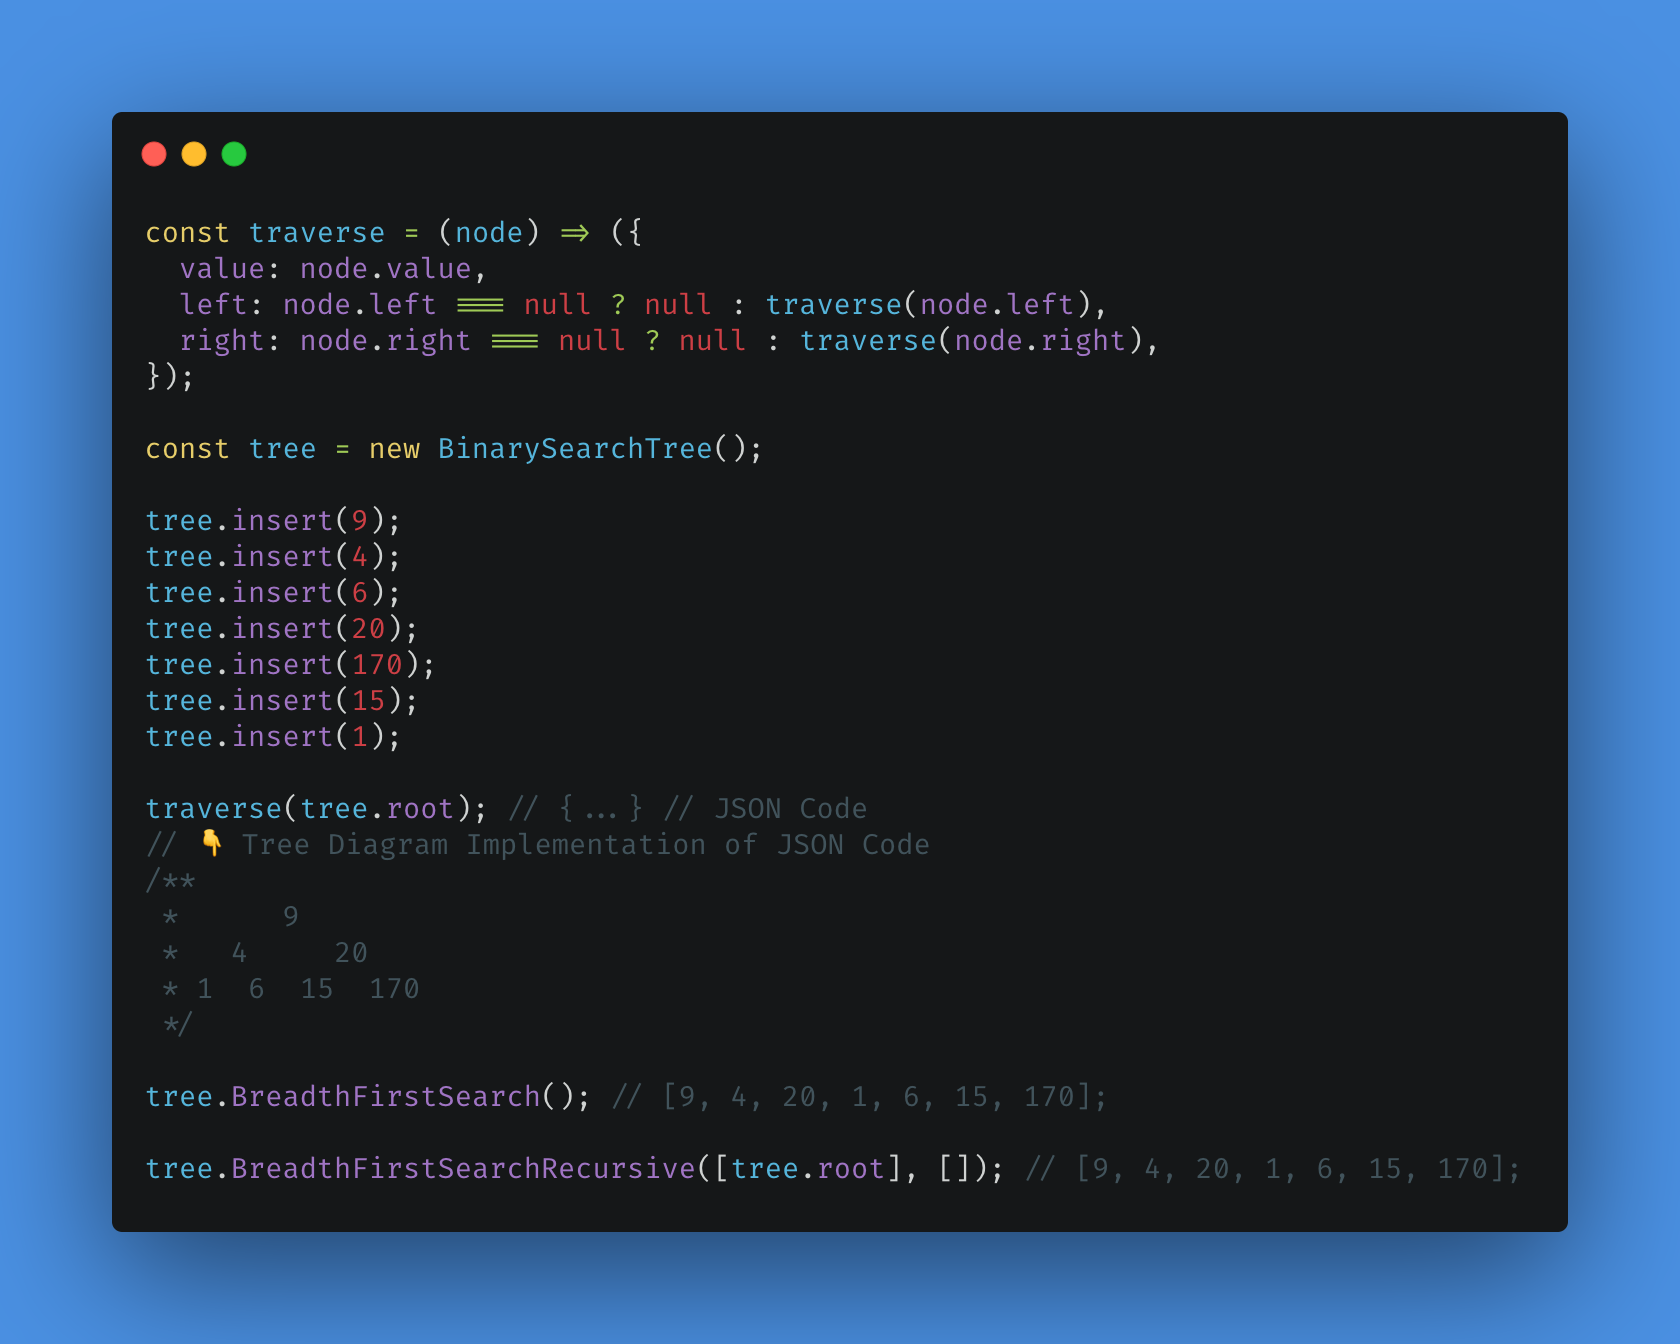 const traverse = (node) => ({
  value: node.value,
  left: node.left === null ? null : traverse(node.left),
  right: node.right === null ? null : traverse(node.right),
});

const tree = new BinarySearchTree();

tree.insert(9);
tree.insert(4);
tree.insert(6);
tree.insert(20);
tree.insert(170);
tree.insert(15);
tree.insert(1);

traverse(tree.root); // {...} // JSON Code
// 👇 Tree Diagram Implementation of JSON Code
/**
 *      9
 *   4     20
 * 1  6  15  170
 */

tree.BreadthFirstSearch(); // [9, 4, 20, 1, 6, 15, 170];

tree.BreadthFirstSearchRecursive([tree.root], []); // [9, 4, 20, 1, 6, 15, 170];